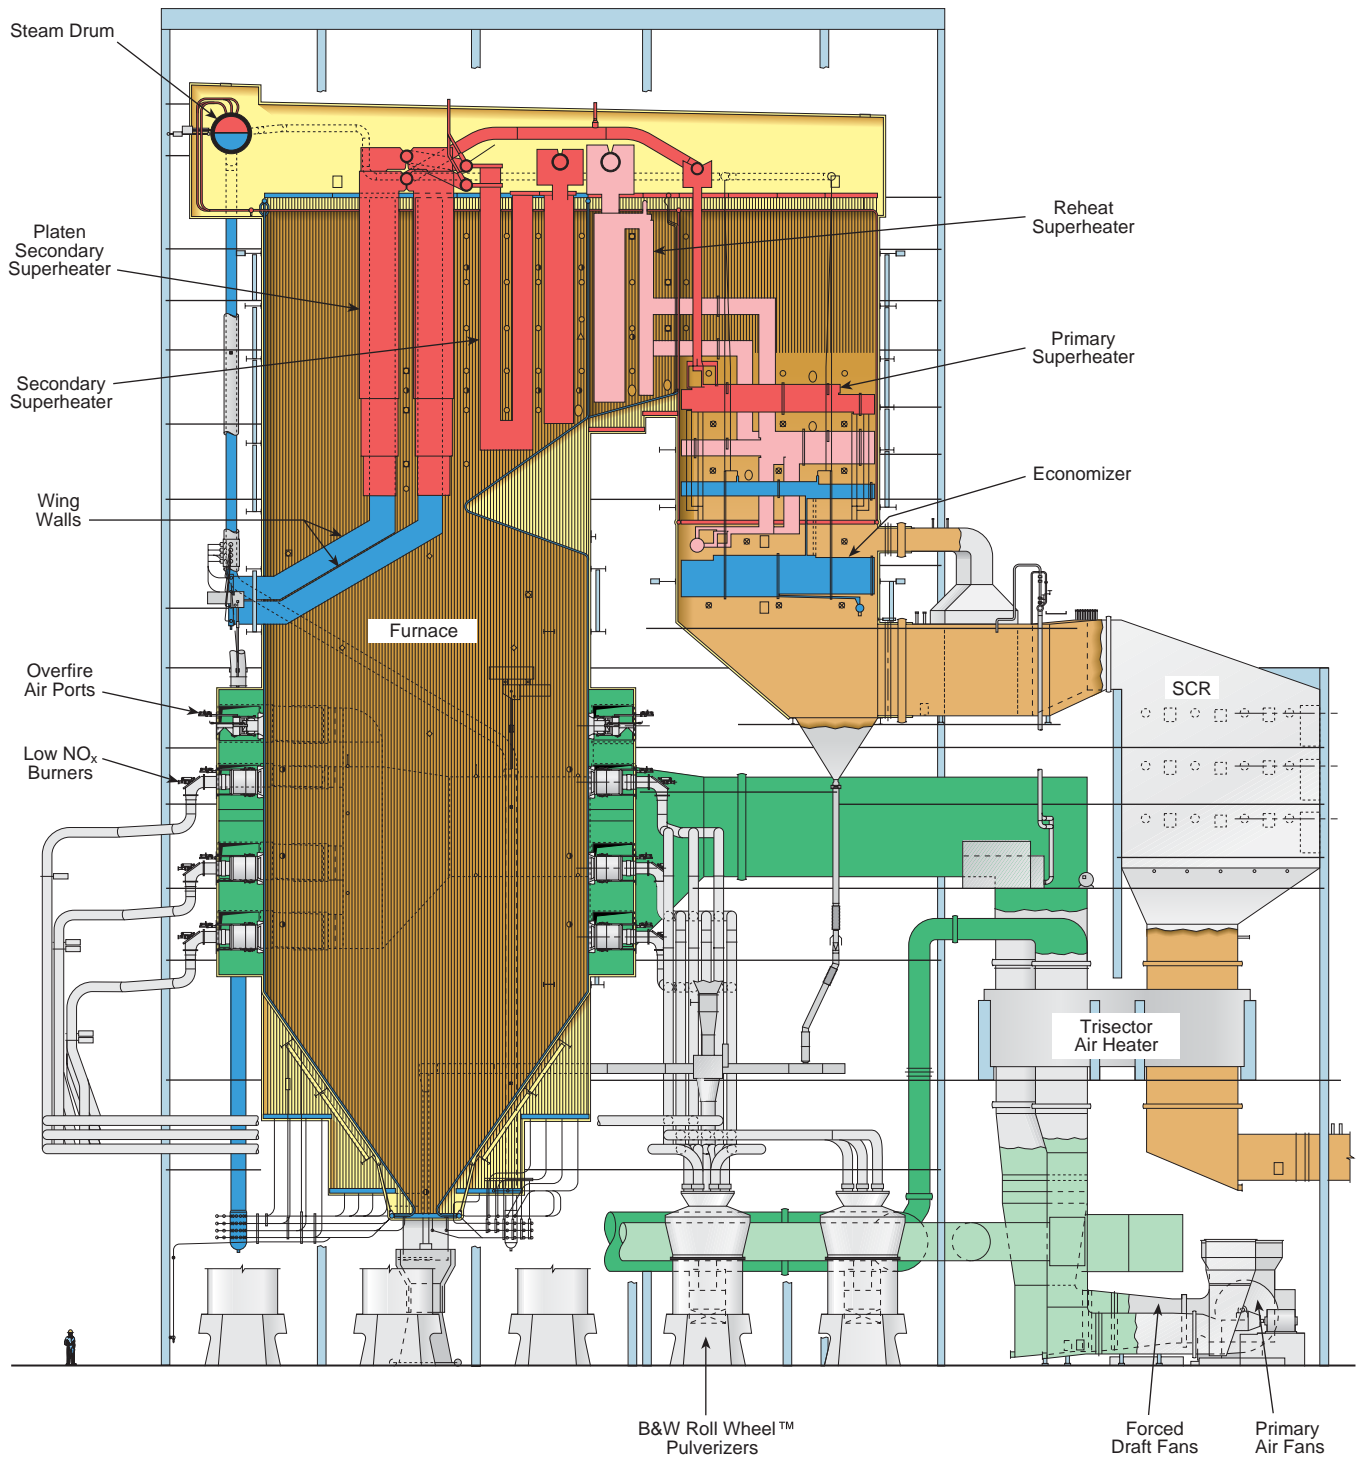 Steam Drum
Platen
Secondary
Superheater
Secondary
Superheater
Wing
Walls
Overfire
Air Ports
Low NOx
Burners
Furnace
Reheat
Superheater
Primary
Superheater
Economizer
SCR
Trisector
Air Heater
B&W Roll Wheel™
Pulverizers
Forced
Draft Fans
Primary
Air Fans